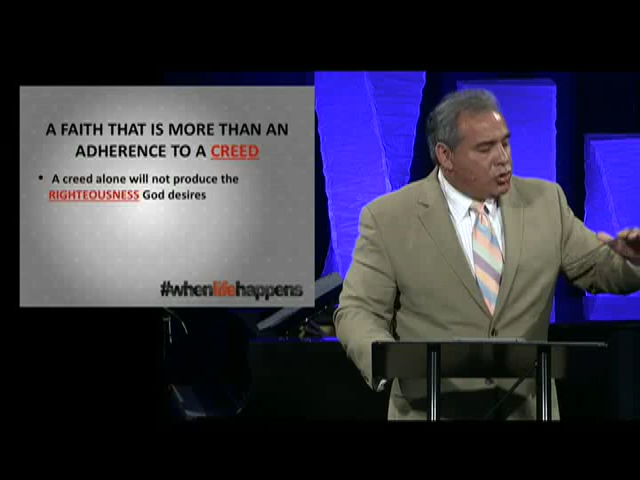 A FAITH THAT IS MORE THAN AN
ADHERENCE TO A CREED
• A creed alone will not produce the
RIGHTEOUSNESS God desires
#whenlifehappens